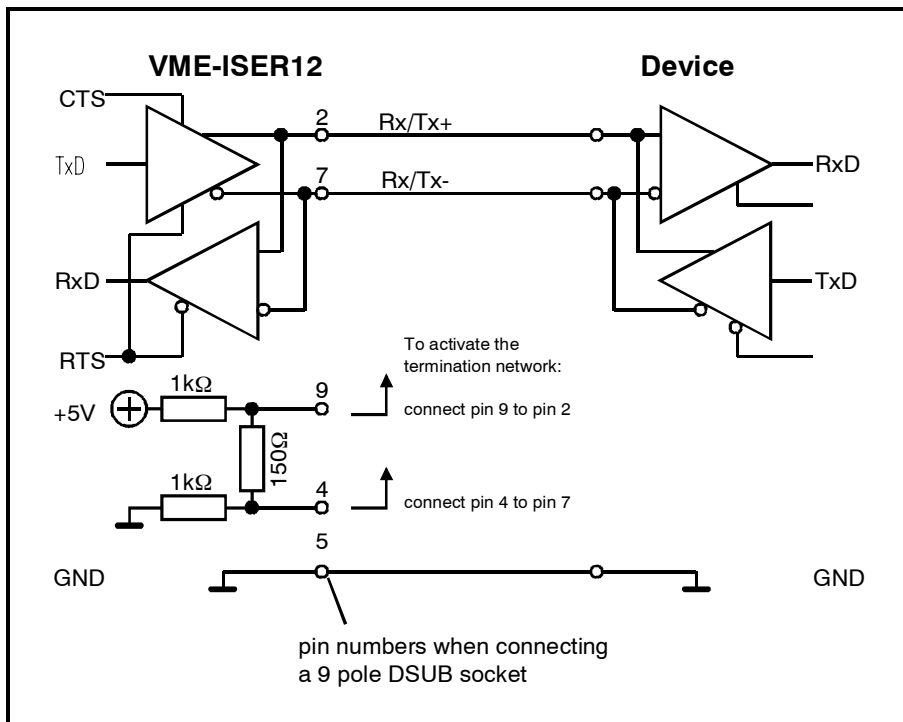 VME-ISER12
Device
CTS
2
Rx/Tx+
TxD
RxD
7
Rx/Tx-
RxD
TxD
RTS
To activate the
termination network:
1kΩ
9
+5V
connect pin 9 to pin 2
150Ω
1kΩ
4
connect pin 4 to pin 7
5
GND
GND
pin numbers when connecting
a 9 pole DSUB socket